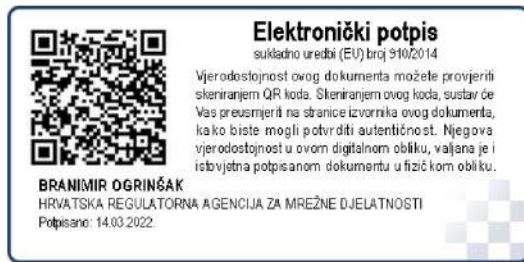 Elektronički potpis
sukladno uredbi (EU) broj 910/2014
Vjerodostojnost ovog dokumenta možete provjeriti
skeniranjem QR koda. Skeniranjem ovog koda, sustav će
Vas preusmjeriti na stranice izvornika ovog dokumenta,
kako biste mogli potvrditi autentičnost. Njegova
vjerodostojnost u ovom digitalnom obliku, valjana je i
istovjetna potpisanom dokumentu u fizičkom obliku.
BRANIMIR OGRINŠAK
HRVATSKA REGULATORNA AGENCIJA ZA MREŽNE DJELATNOSTI
Potpisano: 14.03.2022.